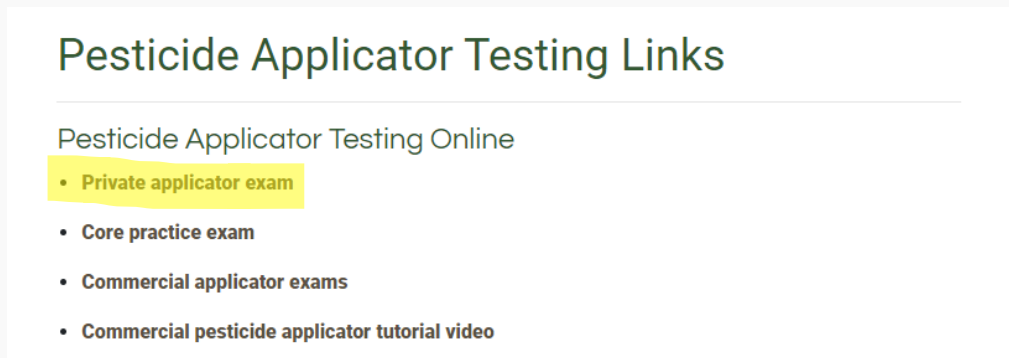 Pesticide Applicator Testing Links
Pesticide Applicator Testing Online
• Private applicator exam
• Core practice exam
• Commercial applicator exams
• Commercial pesticide applicator tutorial video